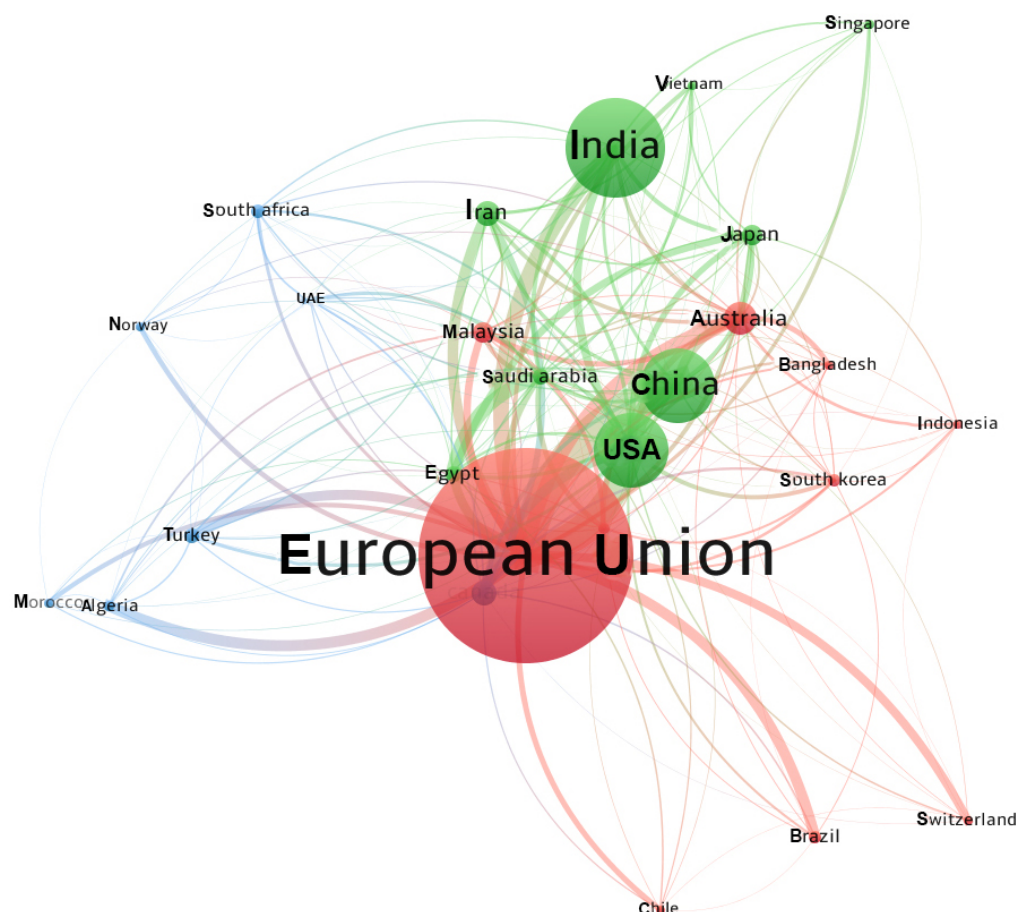 Singapore
Vietnam
India
South africa
Iran
Japan
UAE
Norway
Malaysia
Australia
Saudi arabia
China
Bangladesh
Indonesia
USA
Egypt
South korea
Turkey
European Union
Morocco
Algeria
Switzerland
Brazil
Chile